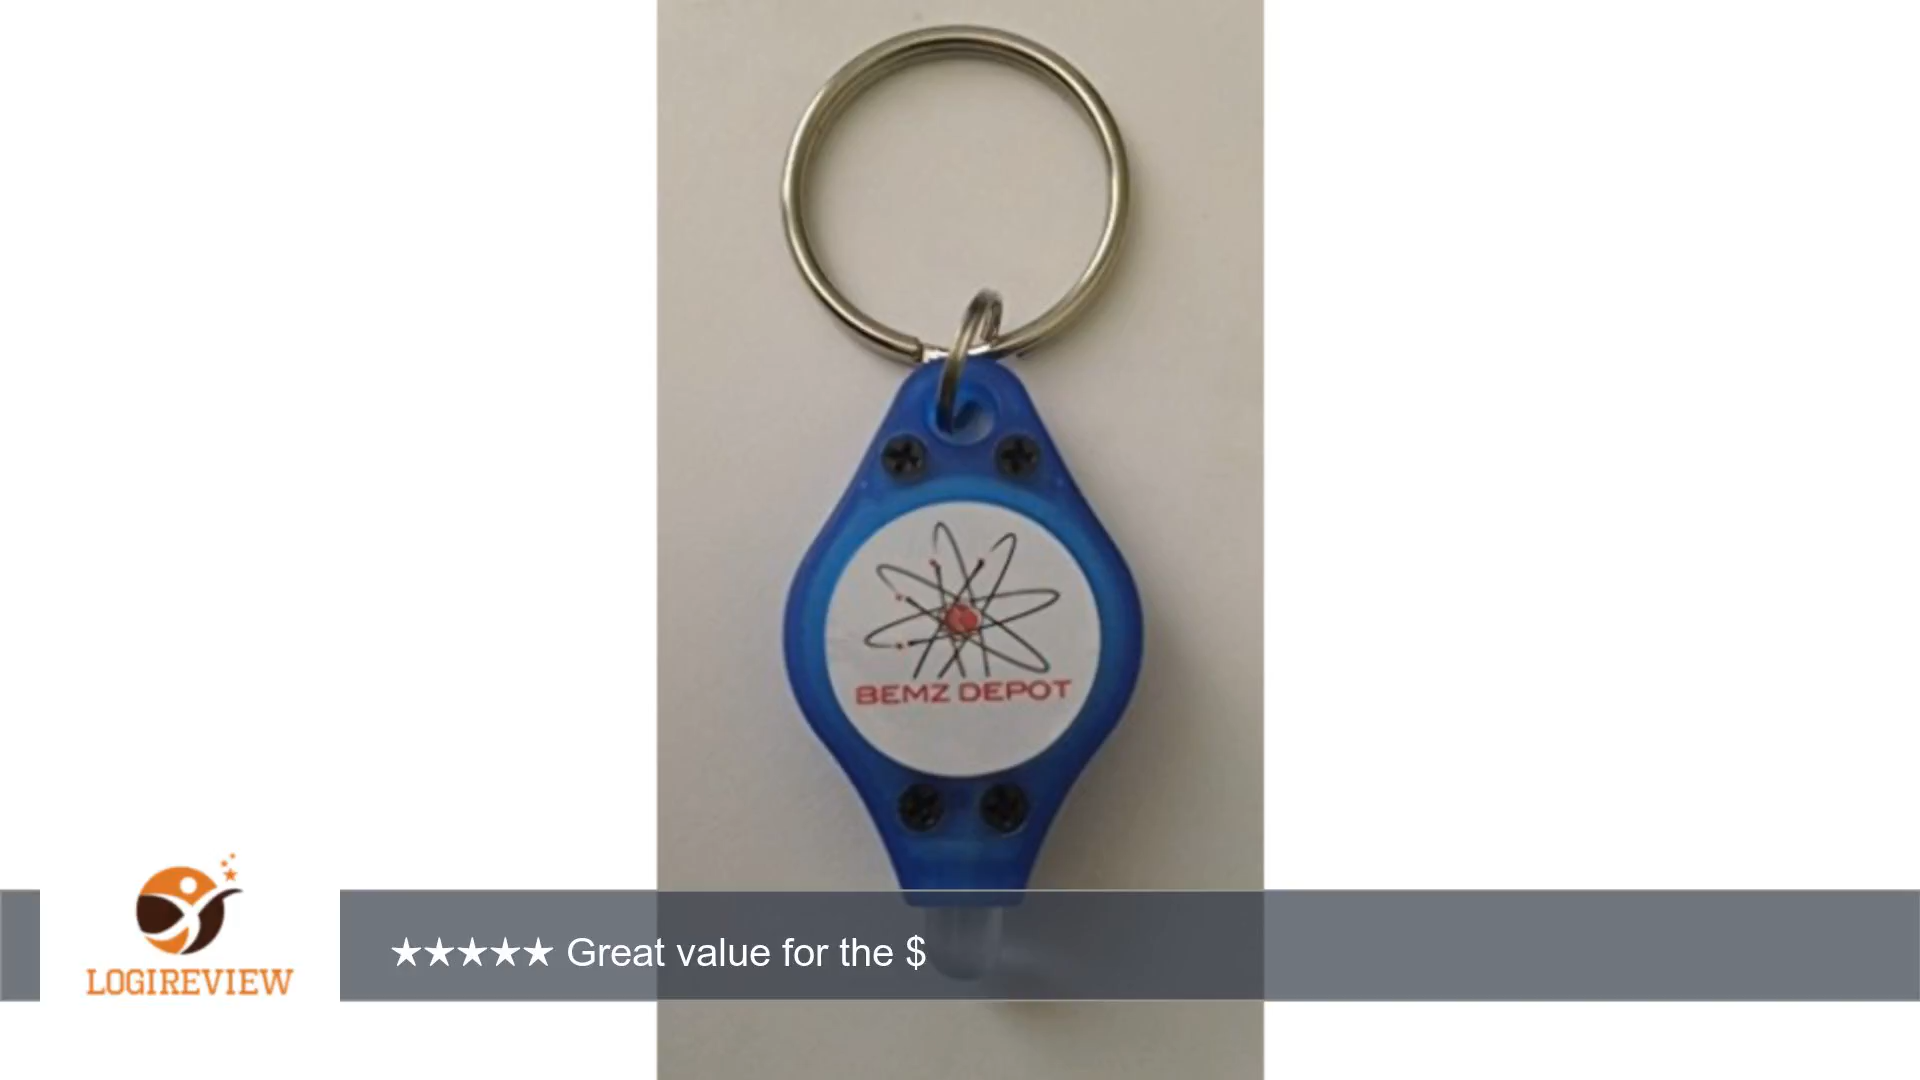 BEMZ DEPOT
LOGIREVIEW
★★★★★ Great value for the $